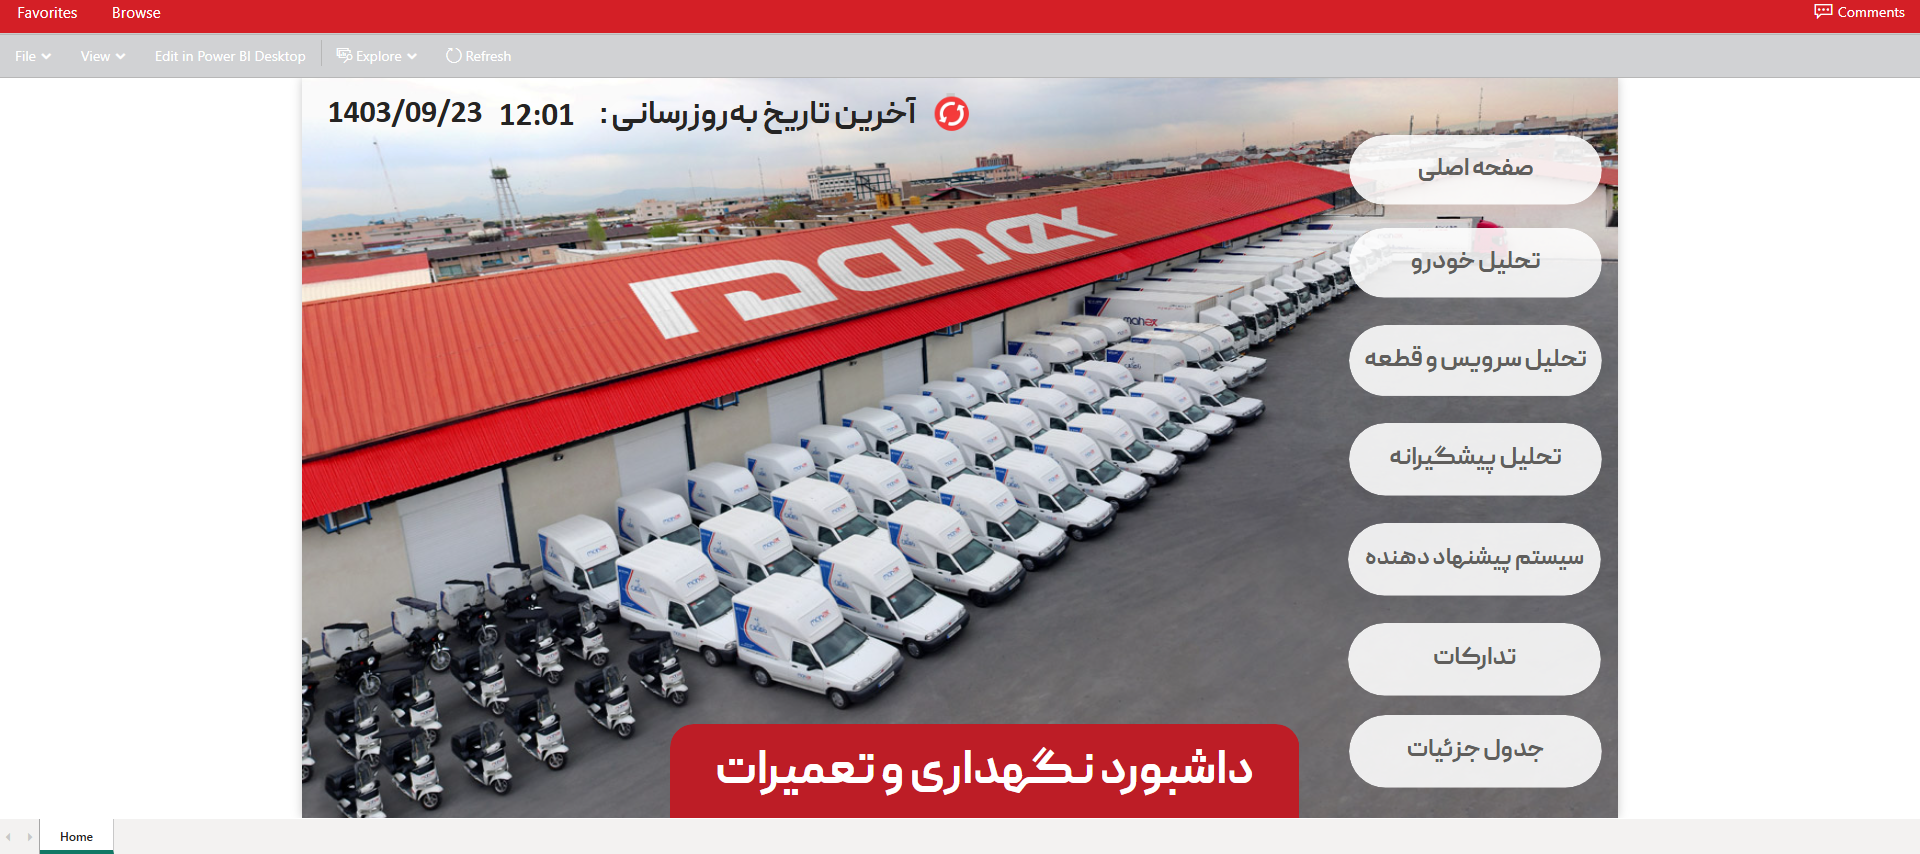 Favorites Browse Comments
File View Edit in Power BI Desktop Explore Refresh
آخرین تاریخ به‌روزرسانی : 12:01 1403/09/23
صفحه اصلی
تحلیل خودرو
تحلیل سرویس و قطعه
تحلیل پیشگیرانه
سیستم پیشنهاد دهنده
تدارکات
جدول جزئیات
mahex
mahex
داشبورد نگهداری و تعمیرات
Home